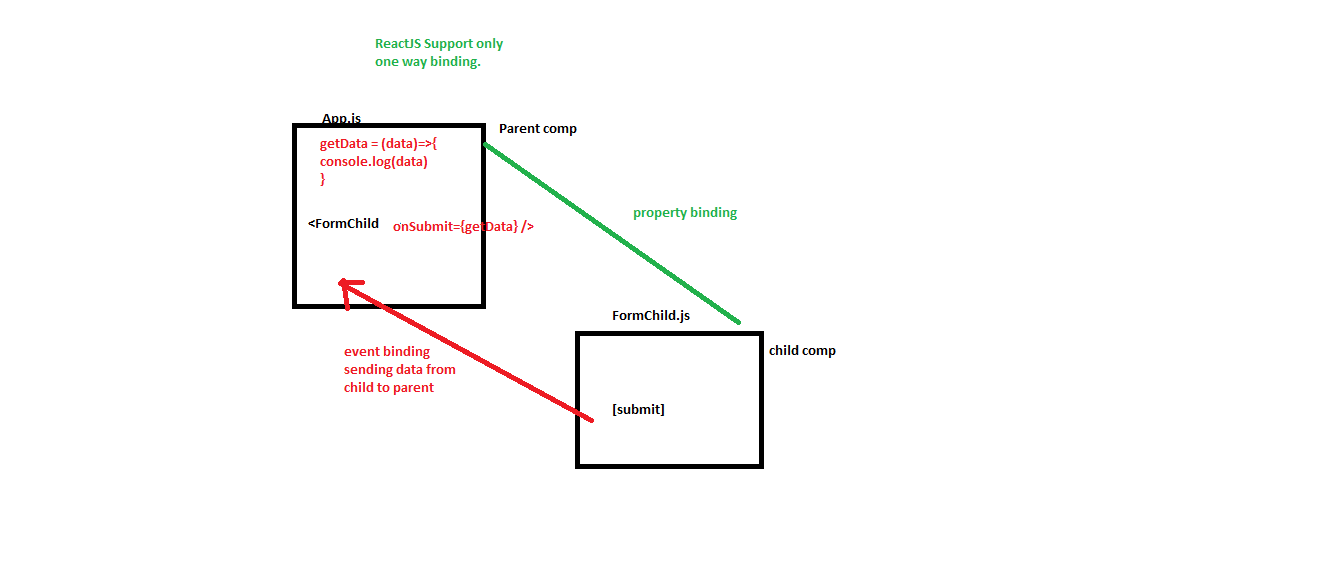 ReactJS Support only
one way binding.
App.js
Parent comp
getData = (data)=>{
console.log(data)
}
property binding
<FormChild onSubmit={getData} />
FormChild.js
event binding
sending data from
child to parent
child comp
[submit]